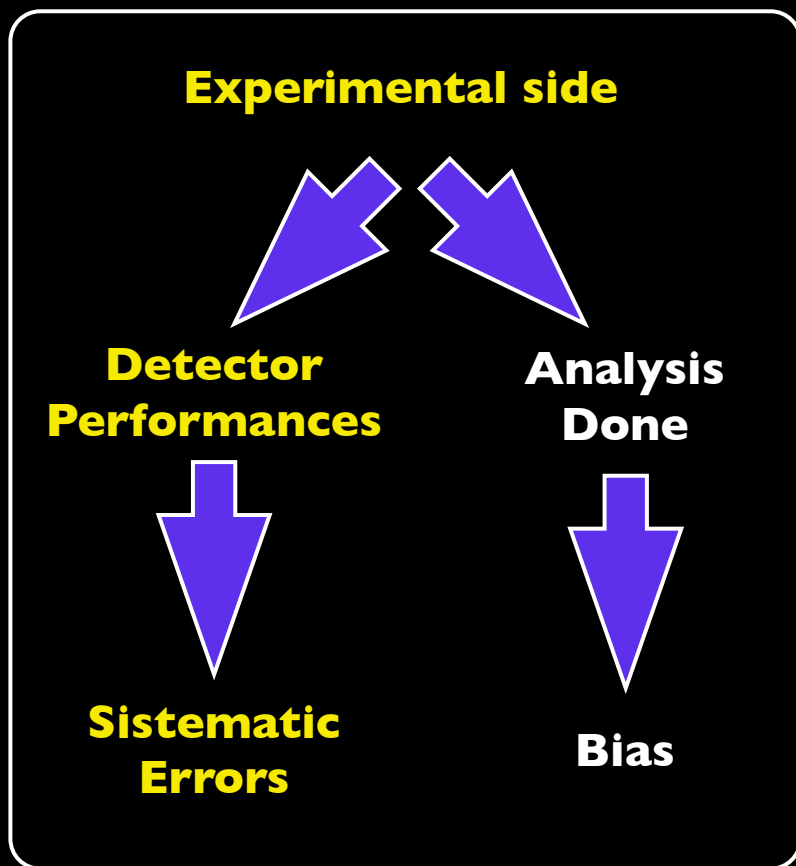 Experimental side
Detector
Performances
Analysis
Done
Sistematic
Errors
Bias